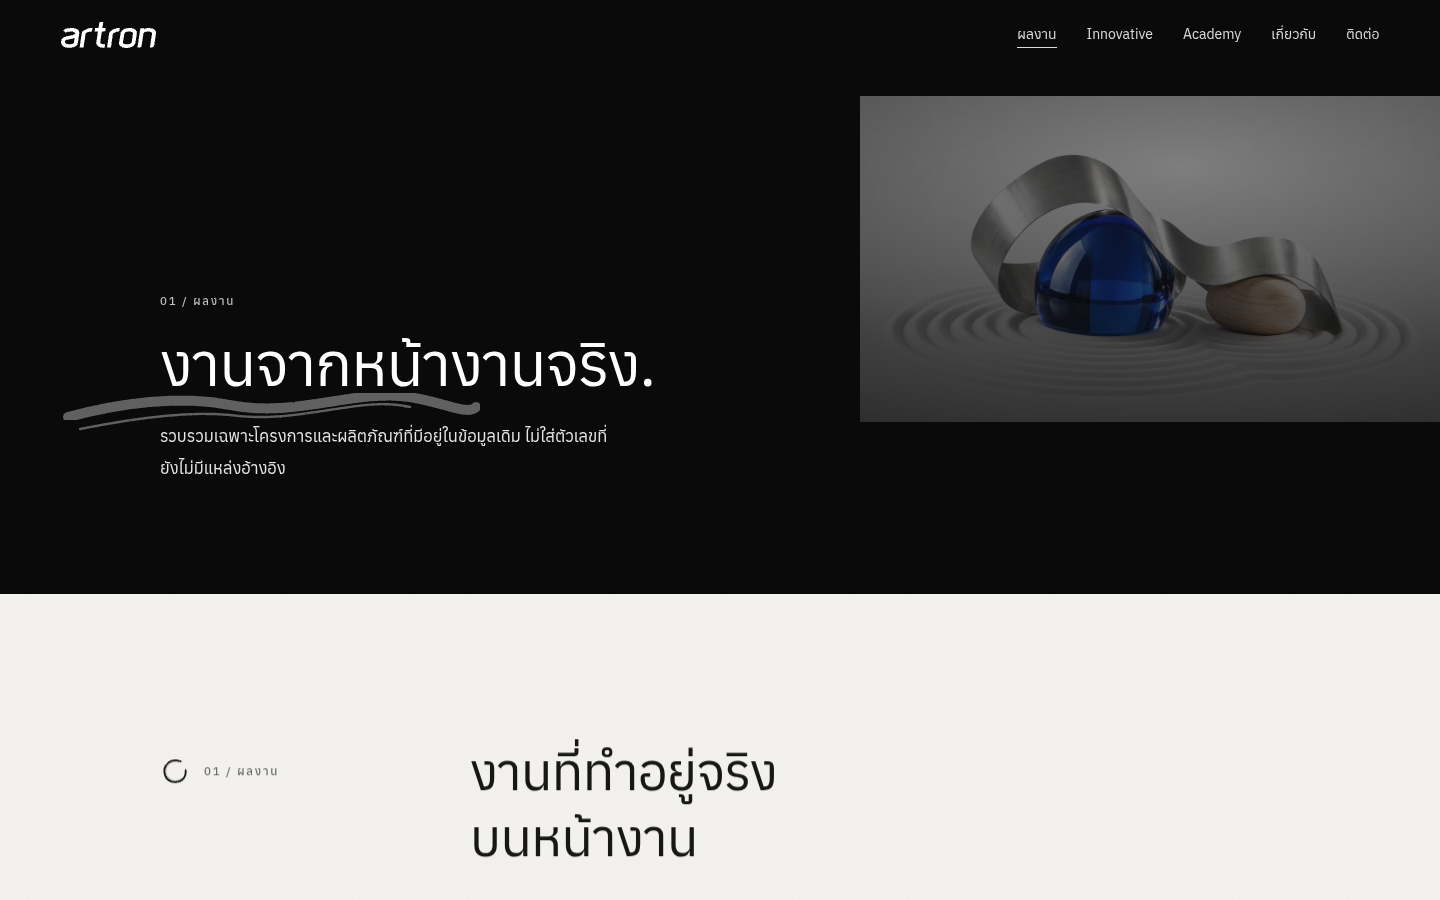 artron
ผลงาน Innovative Academy เกี่ยวกับ ติดต่อ
01 / ผลงาน
งานจากหน้างานจริง.
รวบรวมเฉพาะโครงการและผลิตภัณฑ์ที่มีอยู่ในข้อมูลเดิม ไม่ใส่ตัวเลขที่
ยังไม่มีแหล่งอ้างอิง
01 / ผลงาน
งานที่ทำอยู่จริง
บนหน้างาน